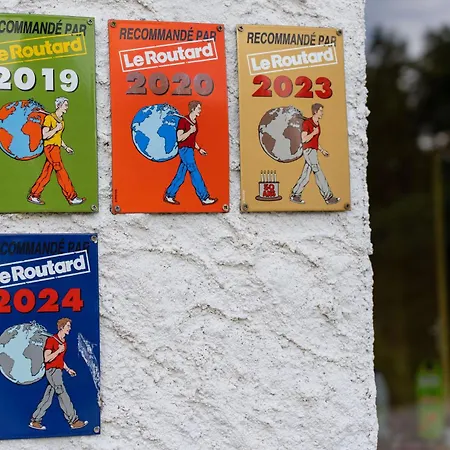 RECOMMANDÉ PAR
Le Routard
2019
RECOMMANDÉ PAR
Le Routard
2020
RECOMMANDÉ PAR
Le Routard
2023
50
ANS
RECOMMANDÉ PAR
Le Routard
2024